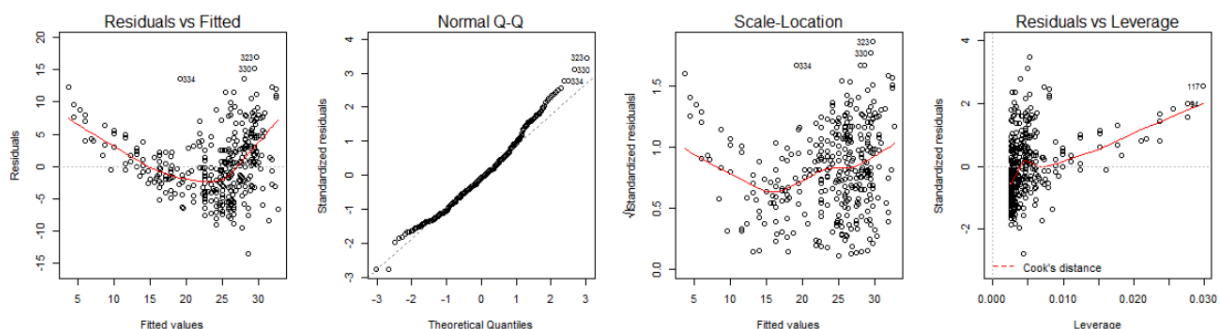 Residuals vs Fitted
Residuals
20
15
10
5
0
-5
-10
-15
323
330
334
5 10 15 20 25 30
Fitted values
Normal Q-Q
Standardized residuals
4
3
2
1
0
-1
-2
-3
323
330
334
-3 -2 -1 0 1 2 3
Theoretical Quantiles
Scale-Location
√|Standardized residuals|
1.5
1.0
0.5
0.0
323
330
334
5 10 15 20 25 30
Fitted values
Residuals vs Leverage
Standardized residuals
4
2
0
-2
117
Cook's distance
0.000 0.010 0.020 0.030
Leverage